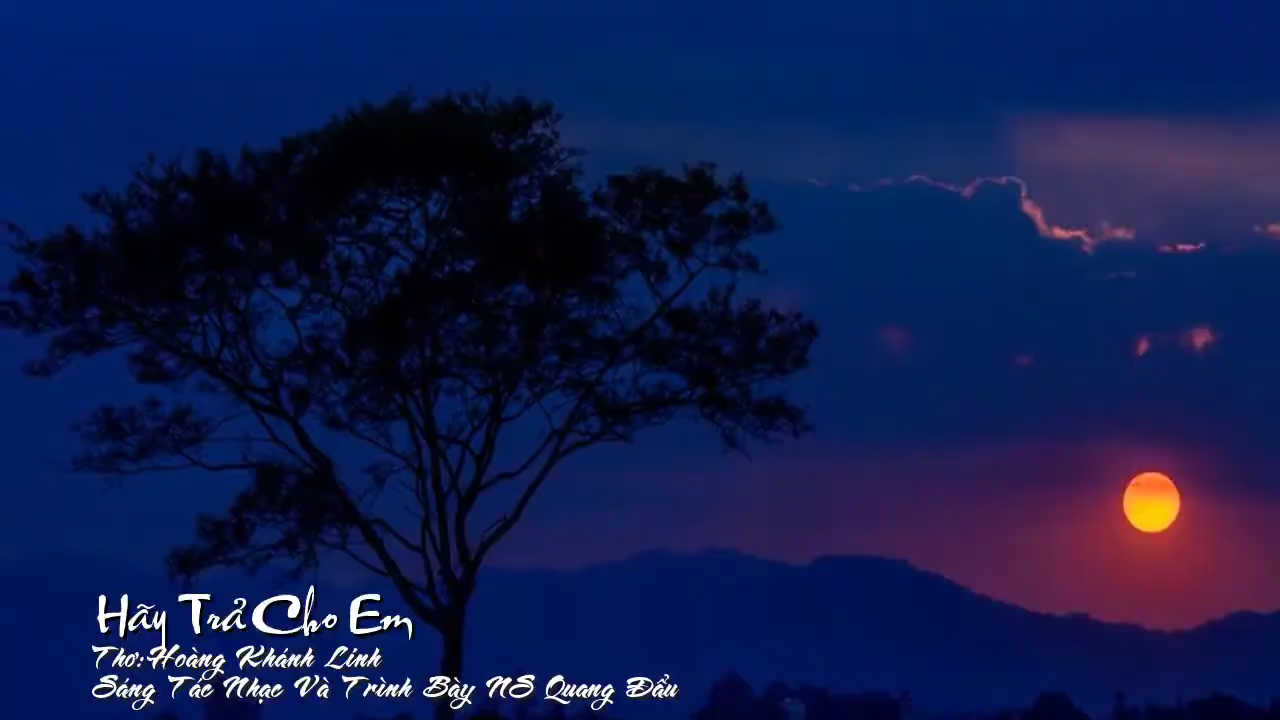 Hãy Trả Cho Em
Thơ:Hoàng Khánh Linh
Sáng Tác Nhạc Và Trình Bày NS Quang Đẩu